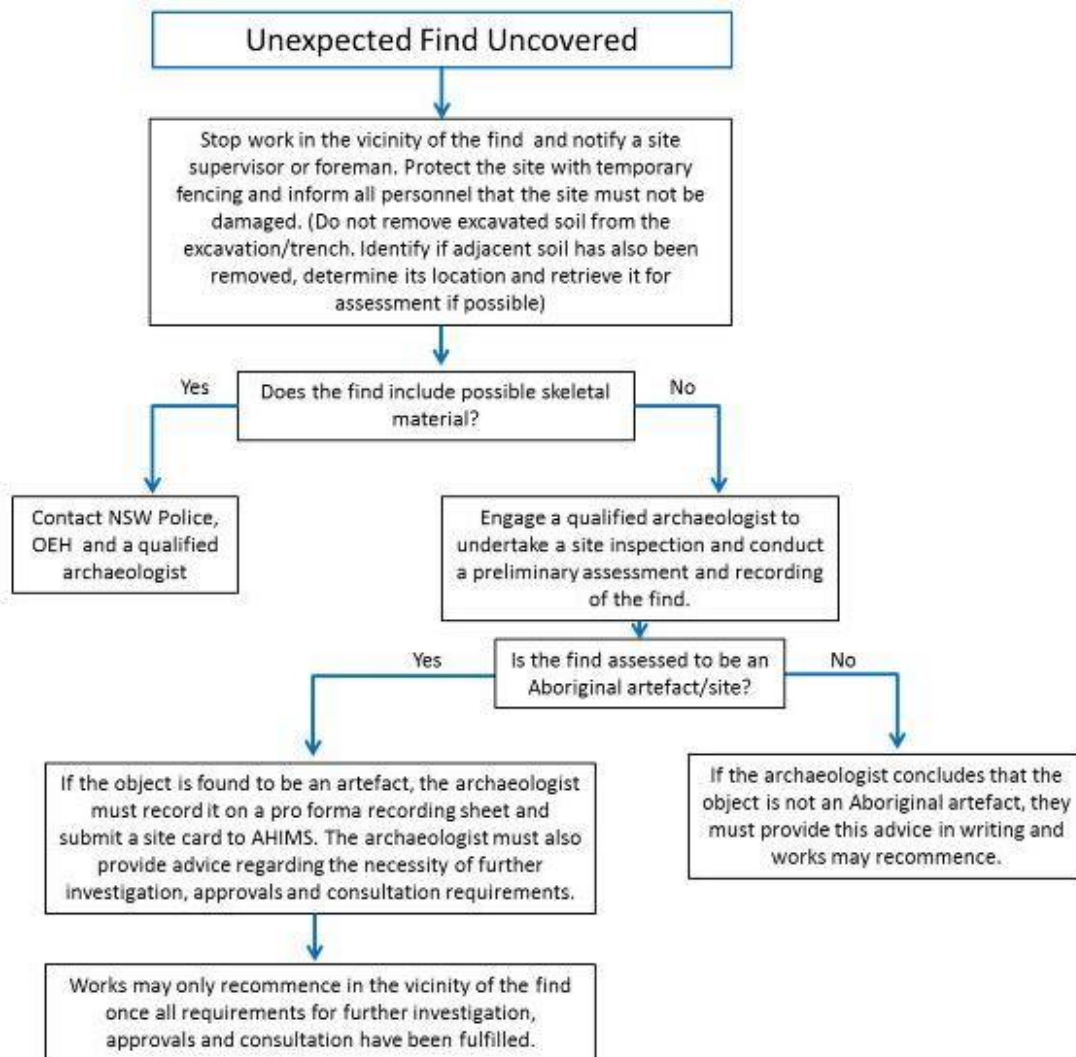 Unexpected Find Uncovered
Stop work in the vicinity of the find and notify a site
supervisor or foreman. Protect the site with temporary
fencing and inform all personnel that the site must not be
damaged. (Do not remove excavated soil from the
excavation/trench. Identify if adjacent soil has also been
removed, determine its location and retrieve it for
assessment if possible)
Yes
Does the find include possible skeletal
material?
No
Contact NSW Police,
OEH and a qualified
archaeologist
Engage a qualified archaeologist to
undertake a site inspection and conduct
a preliminary assessment and recording
of the find.
Yes
Is the find assessed to be an
Aboriginal artefact/site?
No
If the object is found to be an artefact, the archaeologist
must record it on a pro forma recording sheet and
submit a site card to AHIMS. The archaeologist must also
provide advice regarding the necessity of further
investigation, approvals and consultation requirements.
If the archaeologist concludes that the
object is not an Aboriginal artefact, they
must provide this advice in writing and
works may recommence.
Works may only recommence in the vicinity of the find
once all requirements for further investigation,
approvals and consultation have been fulfilled.